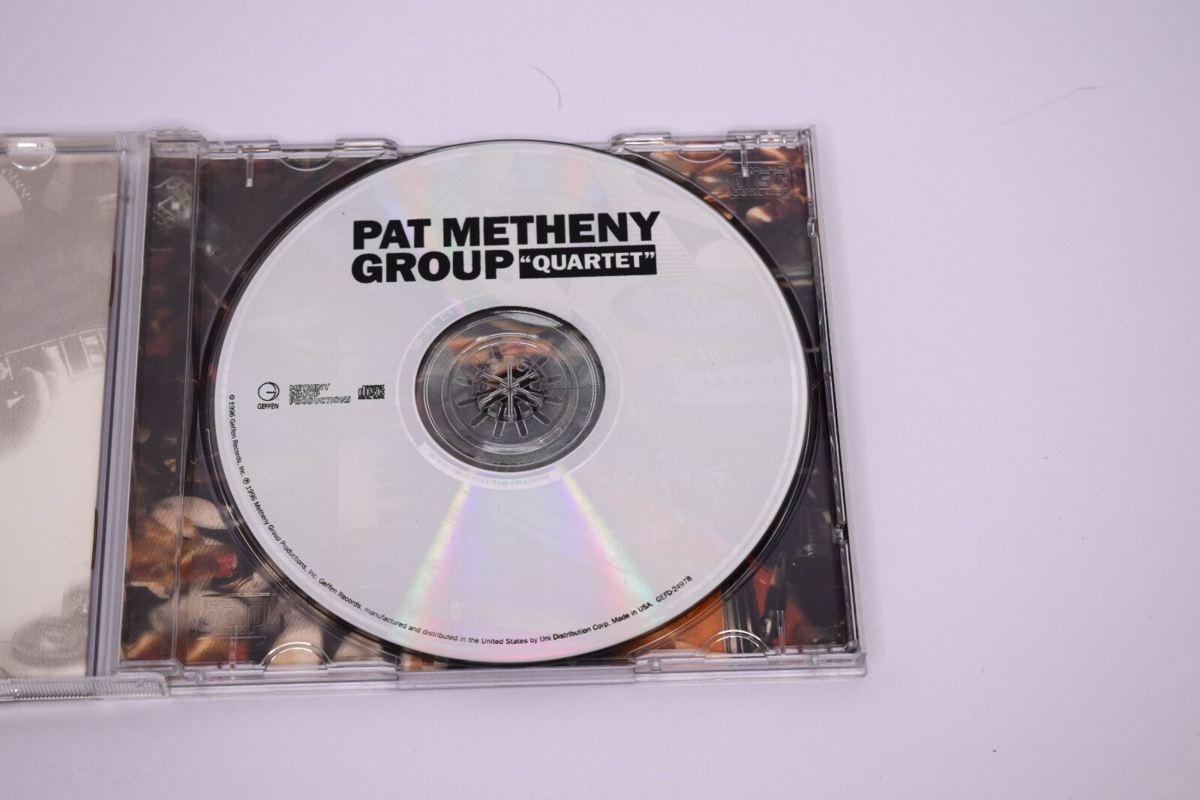 PAT METHENY
GROUP "QUARTET"
GEFFEN
METHENY
GROUP
PRODUCTIONS
© 1996 Geffen Records, Inc. ℗ 1996 Metheny Group Productions, Inc. Geffen Records, manufactured and distributed in the United States by Uni Distribution Corp. Made in USA. GEFD-24978